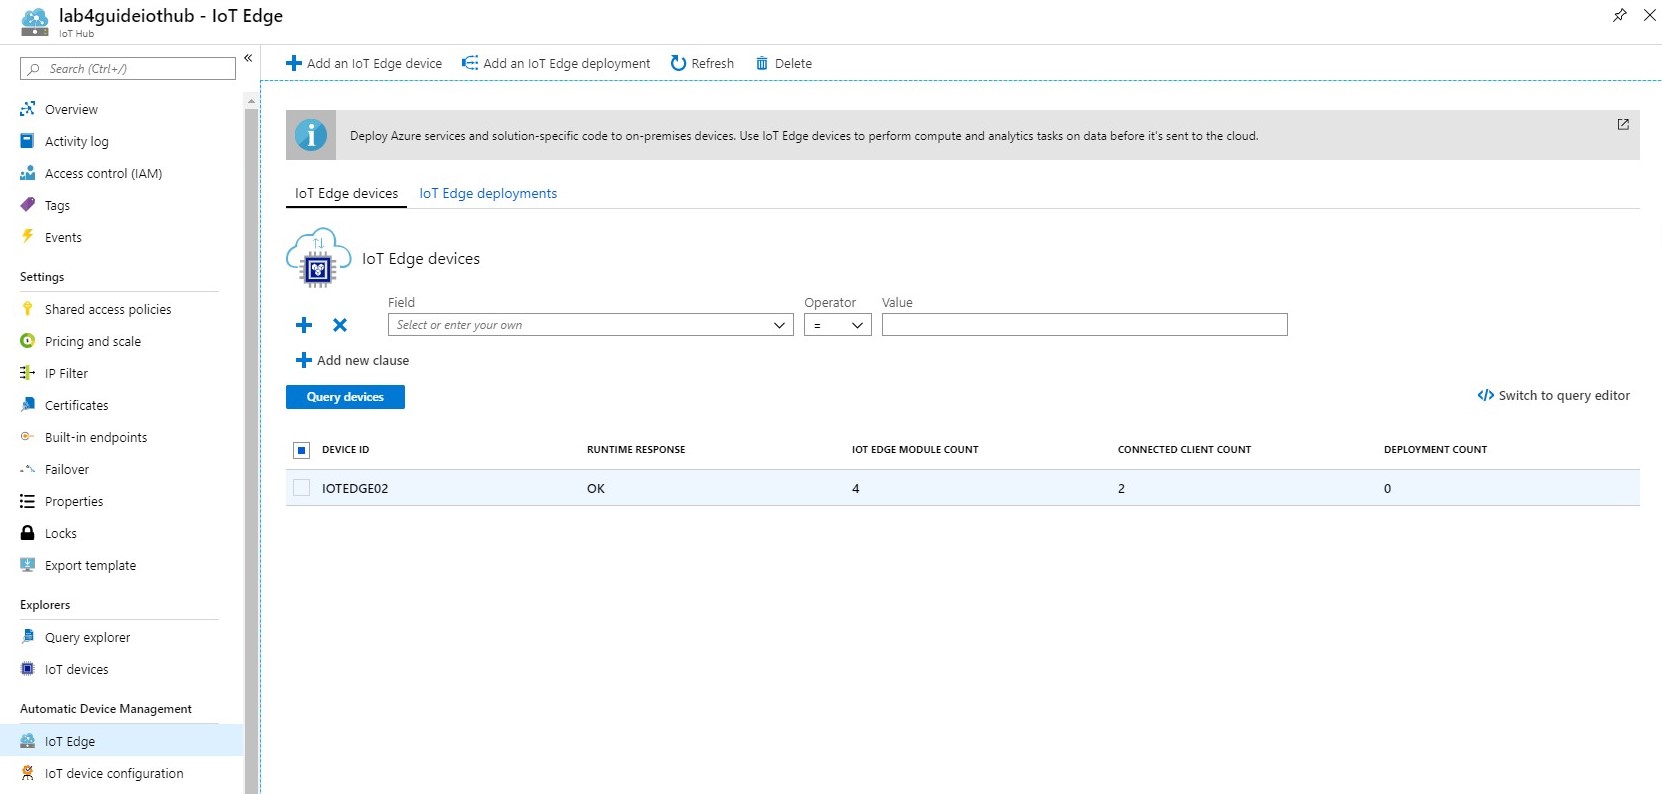 lab4guideiothub - IoT Edge
IoT Hub
Search (Ctrl+/)
Overview
Activity log
Access control (IAM)
Tags
Events
Settings
Shared access policies
Pricing and scale
IP Filter
Certificates
Built-in endpoints
Failover
Properties
Locks
Export template
Explorers
Query explorer
IoT devices
Automatic Device Management
IoT Edge
IoT device configuration
Add an IoT Edge device Add an IoT Edge deployment Refresh Delete
Deploy Azure services and solution-specific code to on-premises devices. Use IoT Edge devices to perform compute and analytics tasks on data before it's sent to the cloud.
IoT Edge devices IoT Edge deployments
IoT Edge devices
Field Operator Value
Select or enter your own =
Add new clause
Query devices Switch to query editor
DEVICE ID RUNTIME RESPONSE IOT EDGE MODULE COUNT CONNECTED CLIENT COUNT DEPLOYMENT COUNT
IOTEDGE02 OK 4 2 0